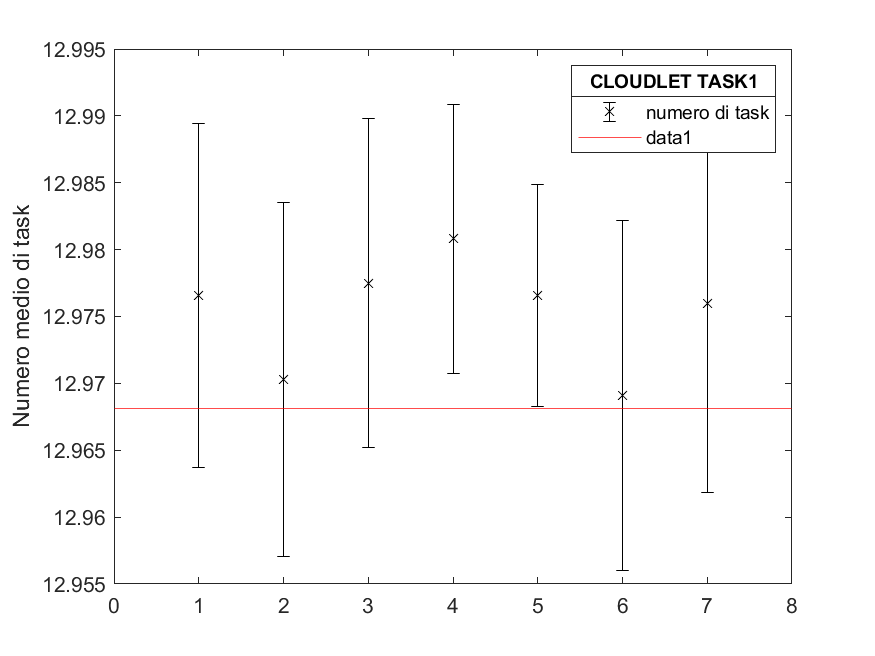 12.995
12.99
12.985
12.98
12.975
12.97
12.965
12.96
12.955
Numero medio di task
0 1 2 3 4 5 6 7 8
CLOUDLET TASK1
numero di task
data1